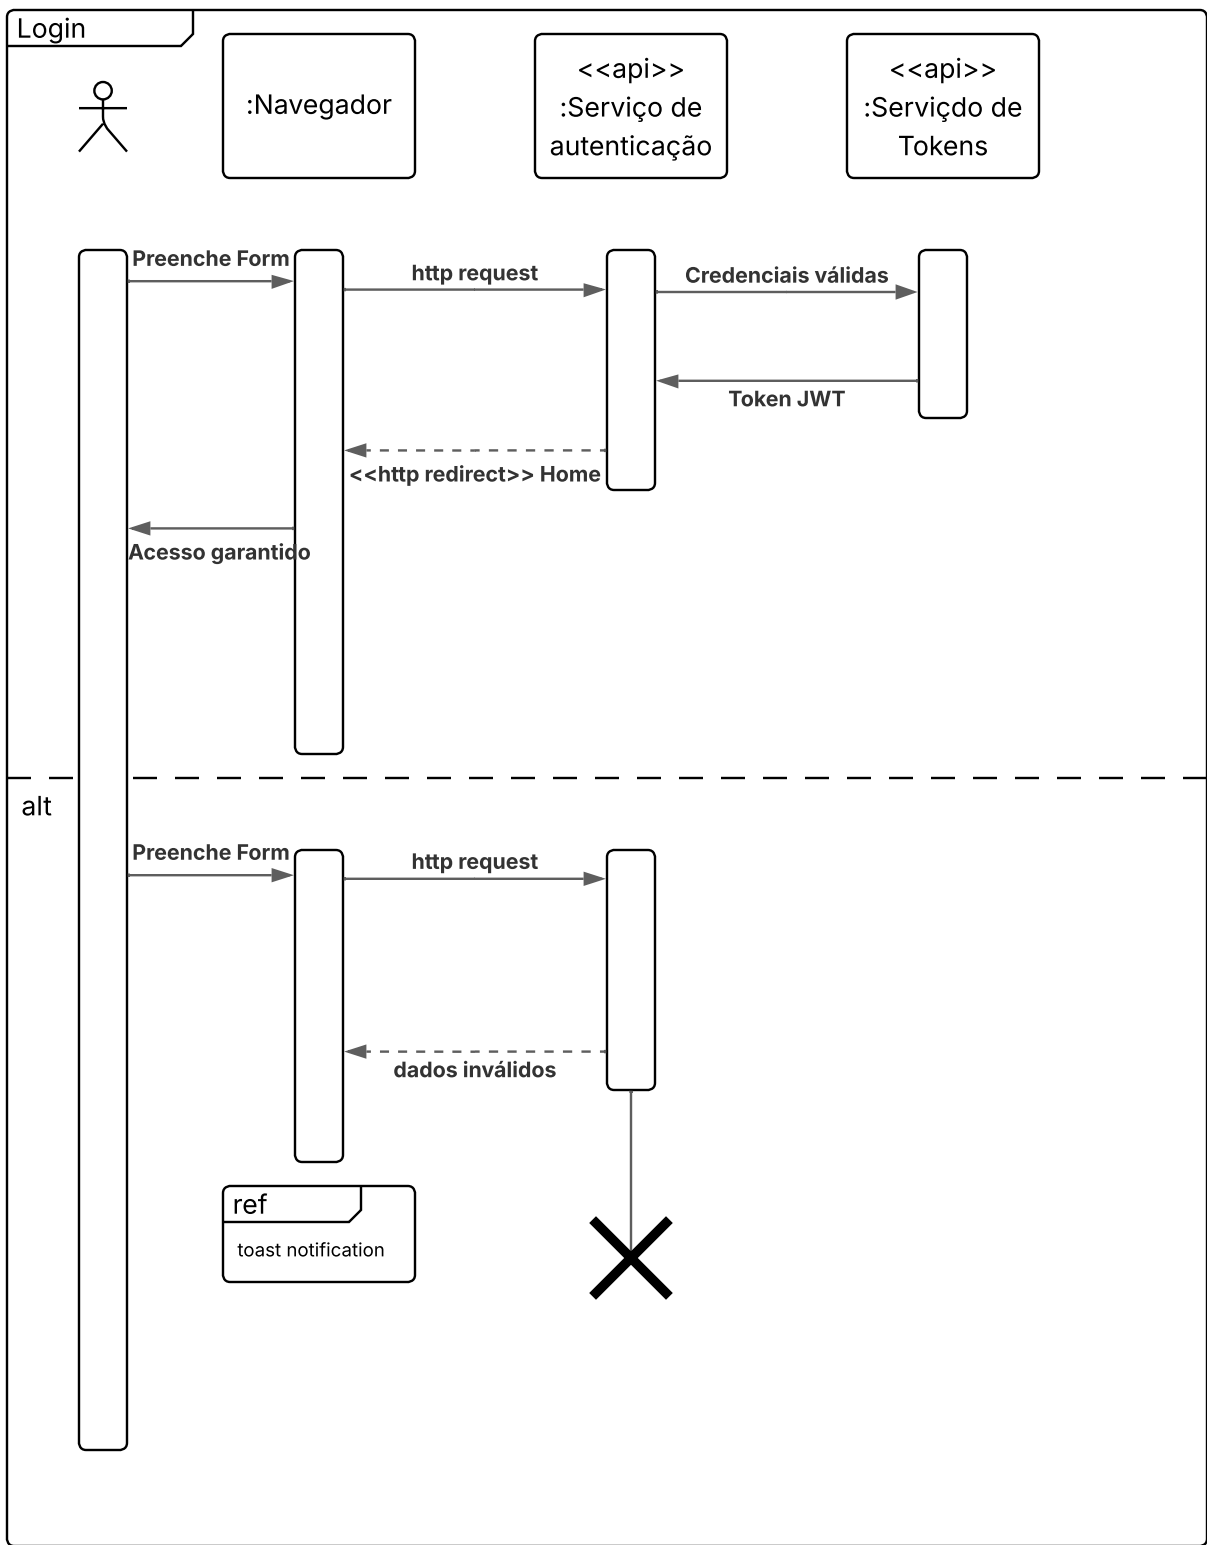 Login
:Navegador
<<api>>
:Serviço de
autenticação
<<api>>
:Serviçdo de
Tokens
Preenche Form
http request
Credenciais válidas
Token JWT
<<http redirect>> Home
Acesso garantido
alt
Preenche Form
http request
dados inválidos
ref
toast notification